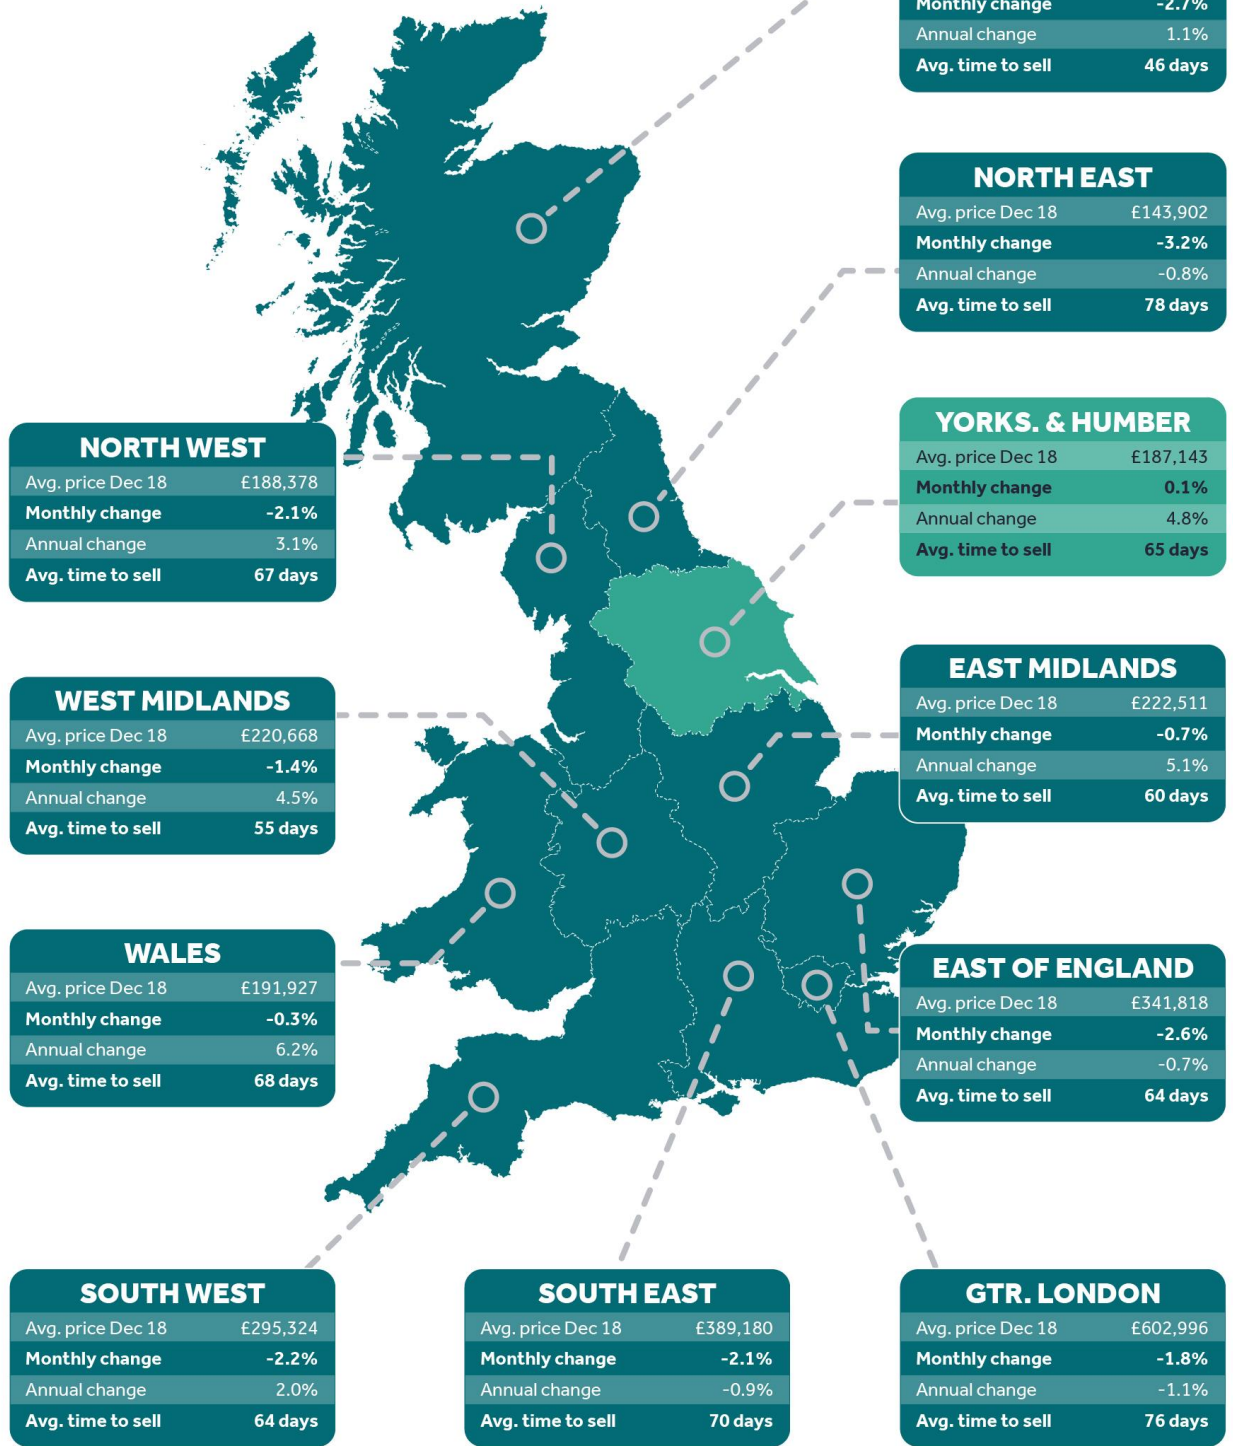 Monthly change -2.7%
Annual change 1.1%
Avg. time to sell 46 days
NORTH EAST
Avg. price Dec 18 £143,902
Monthly change -3.2%
Annual change -0.8%
Avg. time to sell 78 days
YORKS. & HUMBER
Avg. price Dec 18 £187,143
Monthly change 0.1%
Annual change 4.8%
Avg. time to sell 65 days
NORTH WEST
Avg. price Dec 18 £188,378
Monthly change -2.1%
Annual change 3.1%
Avg. time to sell 67 days
EAST MIDLANDS
Avg. price Dec 18 £222,511
Monthly change -0.7%
Annual change 5.1%
Avg. time to sell 60 days
WEST MIDLANDS
Avg. price Dec 18 £220,668
Monthly change -1.4%
Annual change 4.5%
Avg. time to sell 55 days
WALES
Avg. price Dec 18 £191,927
Monthly change -0.3%
Annual change 6.2%
Avg. time to sell 68 days
EAST OF ENGLAND
Avg. price Dec 18 £341,818
Monthly change -2.6%
Annual change -0.7%
Avg. time to sell 64 days
SOUTH WEST
Avg. price Dec 18 £295,324
Monthly change -2.2%
Annual change 2.0%
Avg. time to sell 64 days
SOUTH EAST
Avg. price Dec 18 £389,180
Monthly change -2.1%
Annual change -0.9%
Avg. time to sell 70 days
GTR. LONDON
Avg. price Dec 18 £602,996
Monthly change -1.8%
Annual change -1.1%
Avg. time to sell 76 days